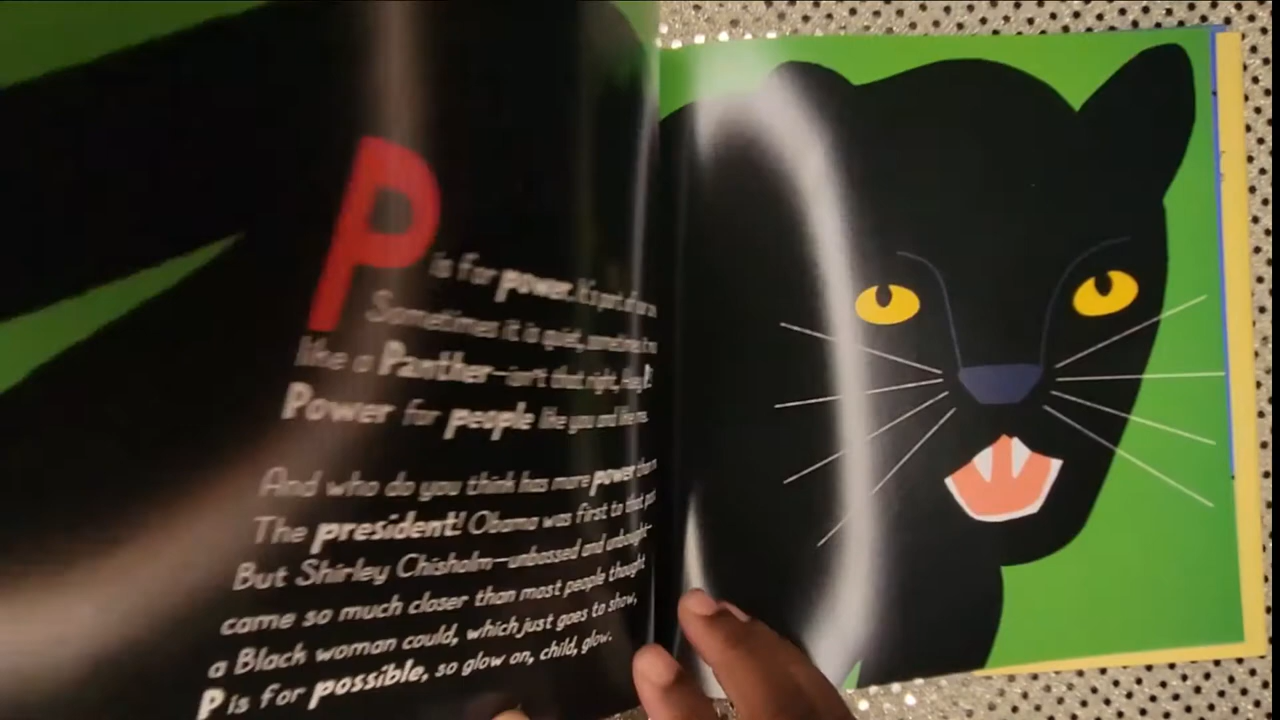 P is for power. It's part of
Sometimes it is quiet, sometimes
like a Panther—isn't that right,
Power for people like you and like me.
And who do you think has more power than
The president! Obama was first to that
But Shirley Chisholm—unbossed and unbought—
came so much closer than most people thought
a Black woman could, which just goes to show,
P is for possible, so glow on, child, glow.